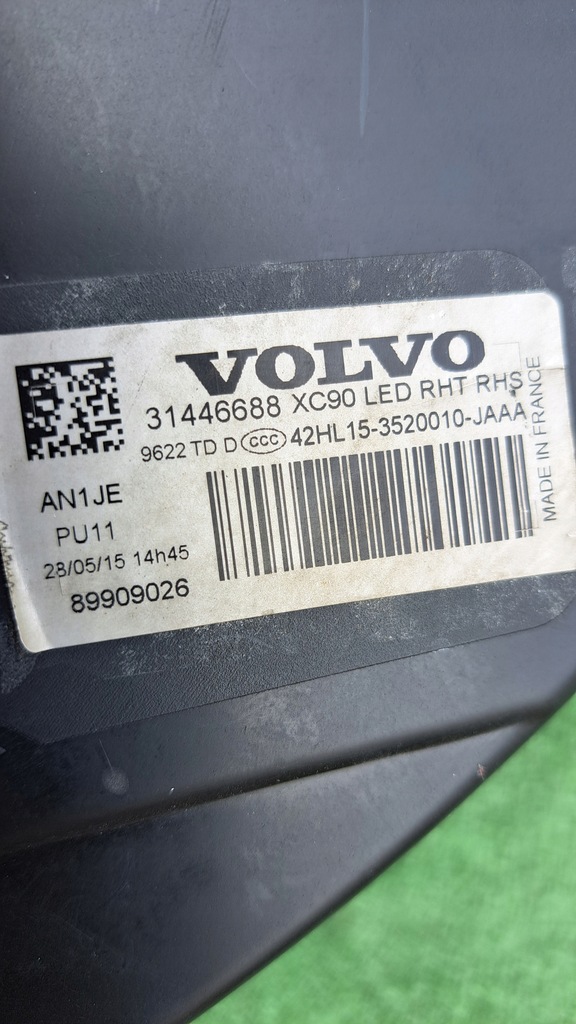 VOLVO
31446688 XC90 LED RHT RHS
9622 TD D CCC 42HL15-3520010-JAAA
MADE IN FRANCE
AN1JE
PU11
28/05/15 14h45
89909026